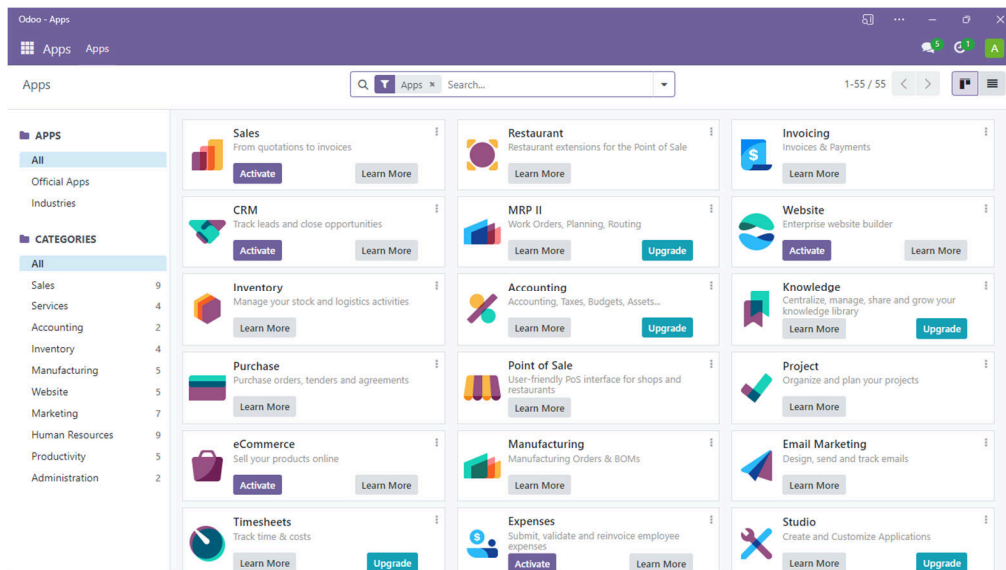 Odoo - Apps
Apps Apps 5 1 A
Apps
Apps × Search...
1-55 / 55
APPS
All
Official Apps
Industries
CATEGORIES
All
Sales 9
Services 4
Accounting 2
Inventory 4
Manufacturing 5
Website 5
Marketing 7
Human Resources 9
Productivity 5
Administration 2
Sales
From quotations to invoices
Activate Learn More
Restaurant
Restaurant extensions for the Point of Sale
Learn More
Invoicing
Invoices & Payments
Learn More
CRM
Track leads and close opportunities
Activate Learn More
MRP II
Work Orders, Planning, Routing
Learn More Upgrade
Website
Enterprise website builder
Activate Learn More
Inventory
Manage your stock and logistics activities
Learn More
Accounting
Accounting, Taxes, Budgets, Assets...
Learn More Upgrade
Knowledge
Centralize, manage, share and grow your
knowledge library
Learn More Upgrade
Purchase
Purchase orders, tenders and agreements
Learn More
Point of Sale
User-friendly PoS interface for shops and
restaurants
Learn More
Project
Organize and plan your projects
Learn More
eCommerce
Sell your products online
Activate Learn More
Manufacturing
Manufacturing Orders & BOMs
Learn More
Email Marketing
Design, send and track emails
Learn More
Timesheets
Track time & costs
Learn More Upgrade
Expenses
Submit, validate and reinvoice employee
expenses
Activate Learn More
Studio
Create and Customize Applications
Learn More Upgrade